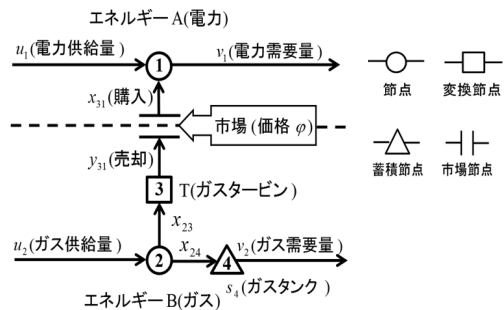 エネルギーA(電力)
u₁(電力供給量)
v₁(電力需要量)
1
x₃₁(購入)
市場(価格 φ)
y₃₁(売却)
3
T(ガスタービン)
x₂₃
u₂(ガス供給量)
x₂₄
v₂(ガス需要量)
2
4
s₄(ガスタンク)
エネルギーB(ガス)
節点
変換節点
蓄積節点
市場節点